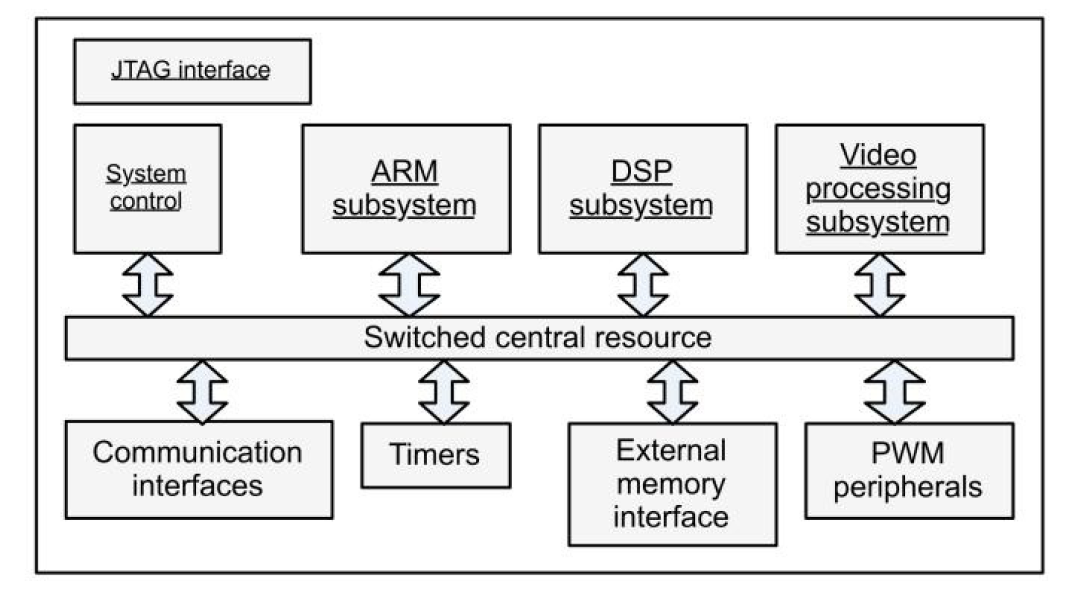 JTAG interface
System
control
ARM
subsystem
DSP
subsystem
Video
processing
subsystem
Switched central resource
Communication
interfaces
Timers
External
memory
interface
PWM
peripherals